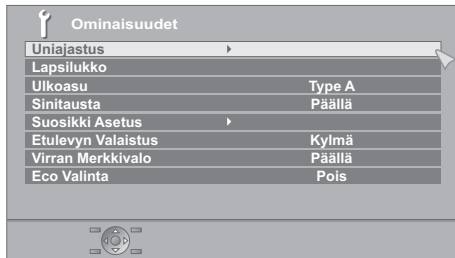 Ominaisuudet
Uniajastus
Lapsilukko
Ulkoasu Type A
Sinitausta Päällä
Suosikki Asetus
Etulevyn Valaistus Kylmä
Virran Merkkivalo Päällä
Eco Valinta Pois